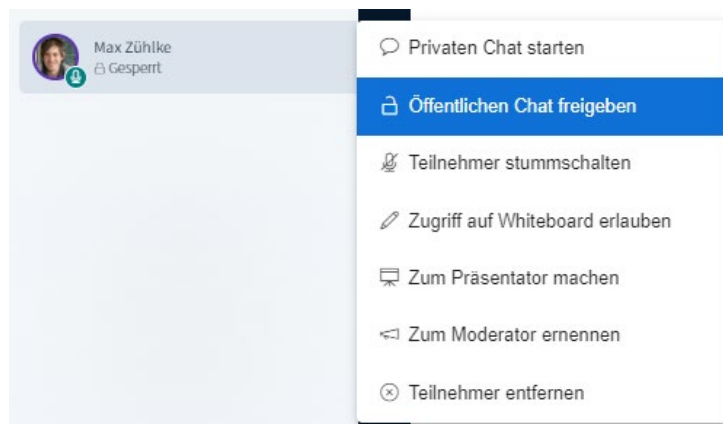 Max Zühlke
Gesperrt
Privaten Chat starten
Öffentlichen Chat freigeben
Teilnehmer stummschalten
Zugriff auf Whiteboard erlauben
Zum Präsentator machen
Zum Moderator ernennen
Teilnehmer entfernen